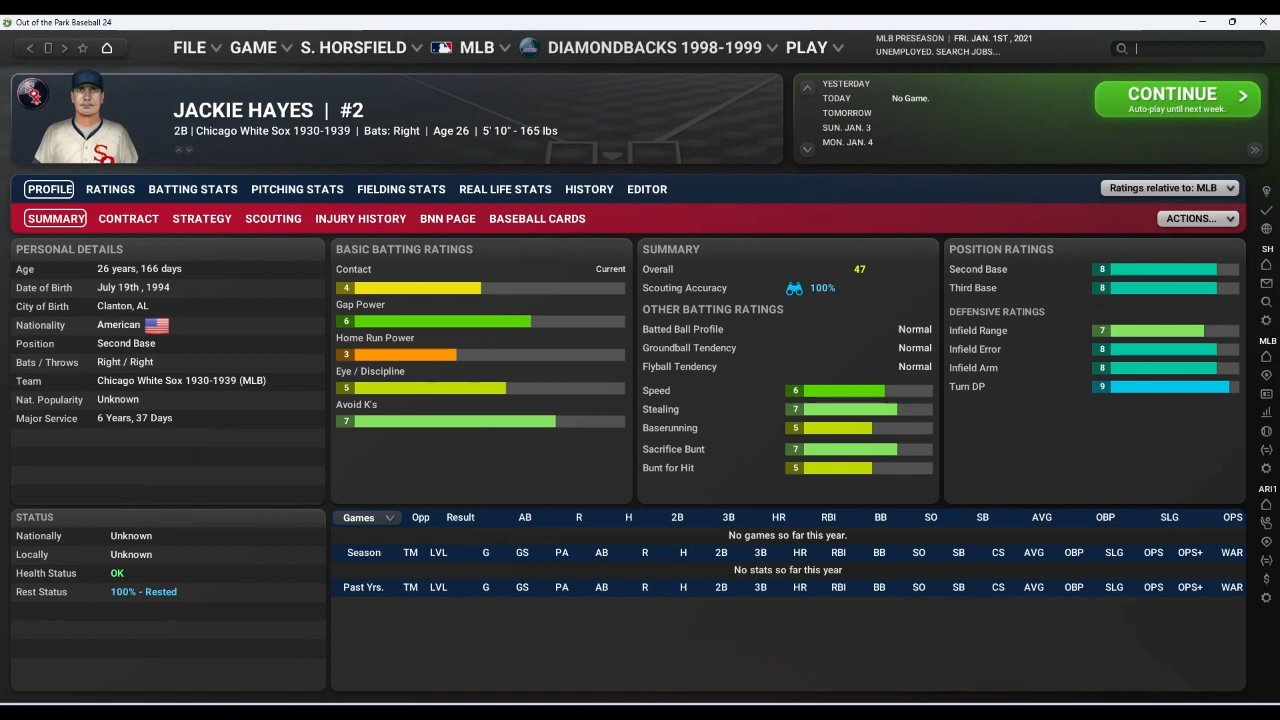 Out of the Park Baseball 24
FILE GAME S. HORSFIELD MLB DIAMONDBACKS 1998-1999 PLAY
MLB PRESEASON | FRI. JAN. 1ST , 2021
UNEMPLOYED. SEARCH JOBS...
JACKIE HAYES | #2
2B | Chicago White Sox 1930-1939 | Bats: Right | Age 26 | 5' 10" - 165 lbs
YESTERDAY
TODAY No Game.
TOMORROW
SUN. JAN. 3
MON. JAN. 4
CONTINUE
Auto-play until next week.
PROFILE RATINGS BATTING STATS PITCHING STATS FIELDING STATS REAL LIFE STATS HISTORY EDITOR
Ratings relative to: MLB
SUMMARY CONTRACT STRATEGY SCOUTING INJURY HISTORY BNN PAGE BASEBALL CARDS
ACTIONS...
PERSONAL DETAILS
Age 26 years, 166 days
Date of Birth July 19th , 1994
City of Birth Clanton, AL
Nationality American
Position Second Base
Bats / Throws Right / Right
Team Chicago White Sox 1930-1939 (MLB)
Nat. Popularity Unknown
Major Service 6 Years, 37 Days
BASIC BATTING RATINGS
Contact Current
4
Gap Power
6
Home Run Power
3
Eye / Discipline
5
Avoid K's
7
SUMMARY
Overall 47
Scouting Accuracy 100%
OTHER BATTING RATINGS
Batted Ball Profile Normal
Groundball Tendency Normal
Flyball Tendency Normal
Speed 6
Stealing 7
Baserunning 5
Sacrifice Bunt 7
Bunt for Hit 5
POSITION RATINGS
Second Base 8
Third Base 8
DEFENSIVE RATINGS
Infield Range 7
Infield Error 8
Infield Arm 8
Turn DP 9
SH
MLB
ARI1
STATUS
Nationally Unknown
Locally Unknown
Health Status OK
Rest Status 100% - Rested
Games Opp Result AB R H 2B 3B HR RBI BB SO SB AVG OBP SLG OPS
No games so far this year.
Season TM LVL G GS PA AB R H 2B 3B HR RBI BB SO SB CS AVG OBP SLG OPS OPS+ WAR
No stats so far this year
Past Yrs. TM LVL G GS PA AB R H 2B 3B HR RBI BB SO SB CS AVG OBP SLG OPS OPS+ WAR